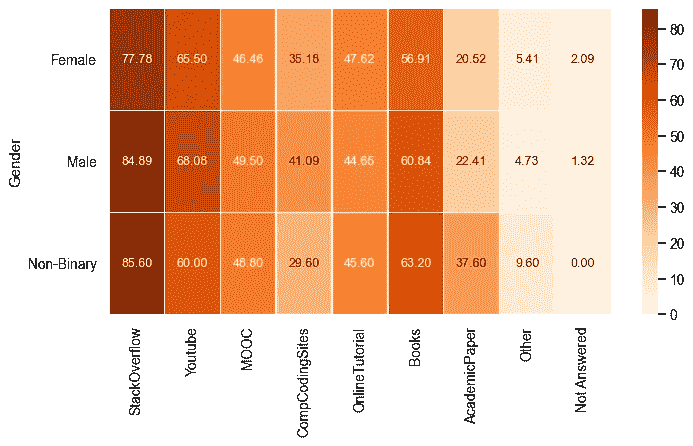 Gender
Female 77.78 65.50 46.46 35.18 47.62 56.91 20.52 5.41 2.09
Male 84.89 68.08 49.50 41.09 44.66 60.84 22.41 4.73 1.32
Non-Binary 85.60 60.00 48.80 29.60 45.60 63.20 37.60 9.60 0.00
StackOverflow
Youtube
MOOC
CompCodingSites
OnlineTutorial
Books
AcademicPaper
Other
Not Answered
80
70
60
50
40
30
20
10
0